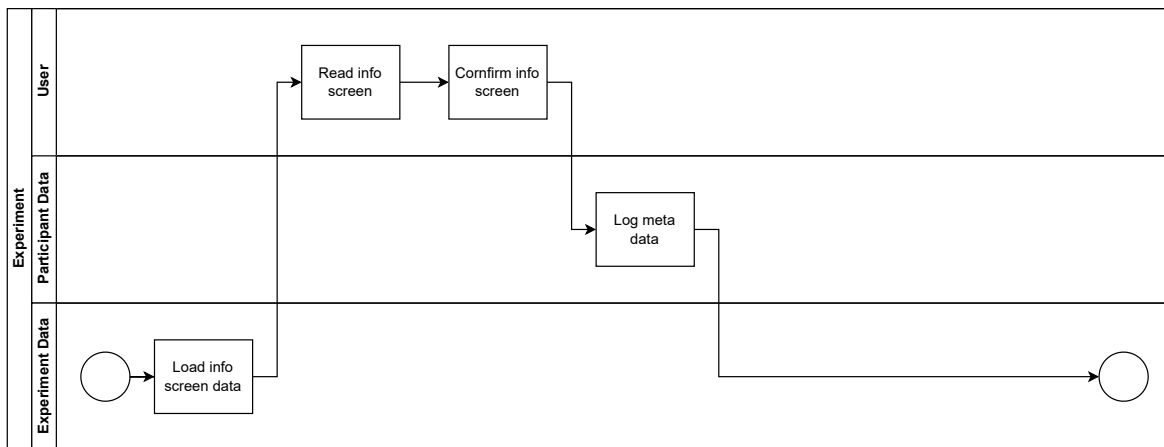 Experiment
User
Read info
screen
Cornfirm info
screen
Participant Data
Log meta
data
Experiment Data
Load info
screen data